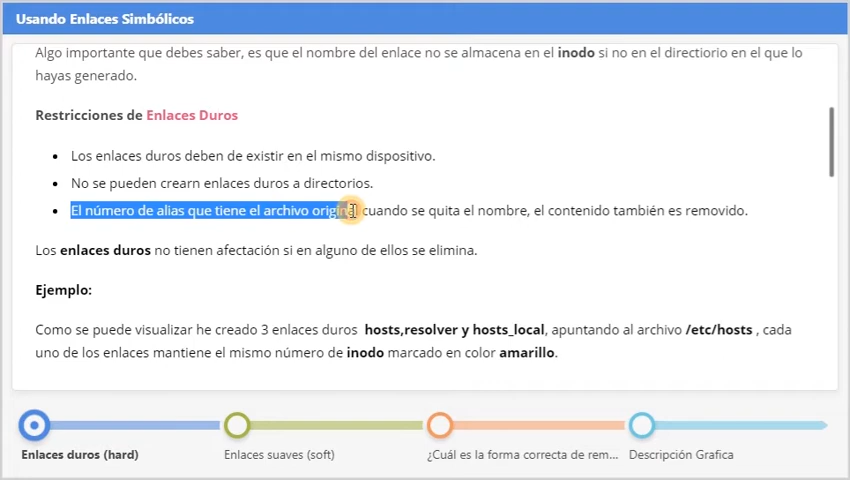 Usando Enlaces Simbólicos
Algo importante que debes saber, es que el nombre del enlace no se almacena en el inodo si no en el directiorio en el que lo
hayas generado.
Restricciones de Enlaces Duros
Los enlaces duros deben de existir en el mismo dispositivo.
No se pueden crearn enlaces duros a directorios.
El número de alias que tiene el archivo original cuando se quita el nombre, el contenido también es removido.
Los enlaces duros no tienen afectación si en alguno de ellos se elimina.
Ejemplo:
Como se puede visualizar he creado 3 enlaces duros hosts,resolver y hosts_local, apuntando al archivo /etc/hosts , cada
uno de los enlaces mantiene el mismo número de inodo marcado en color amarillo.
Enlaces duros (hard)
Enlaces suaves (soft)
¿Cuál es la forma correcta de rem...
Descripción Grafica